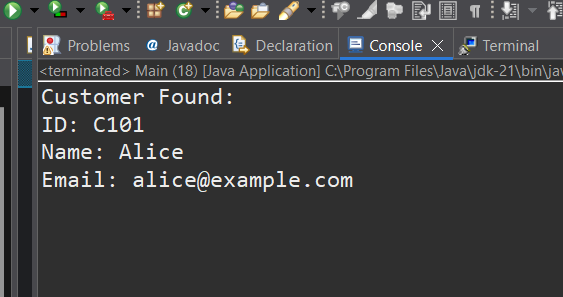 Problems @ Javadoc Declaration Console Terminal
<terminated> Main (18) [Java Application] C:\Program Files\Java\jdk-21\bin\jav
Customer Found:
ID: C101
Name: Alice
Email: alice@example.com